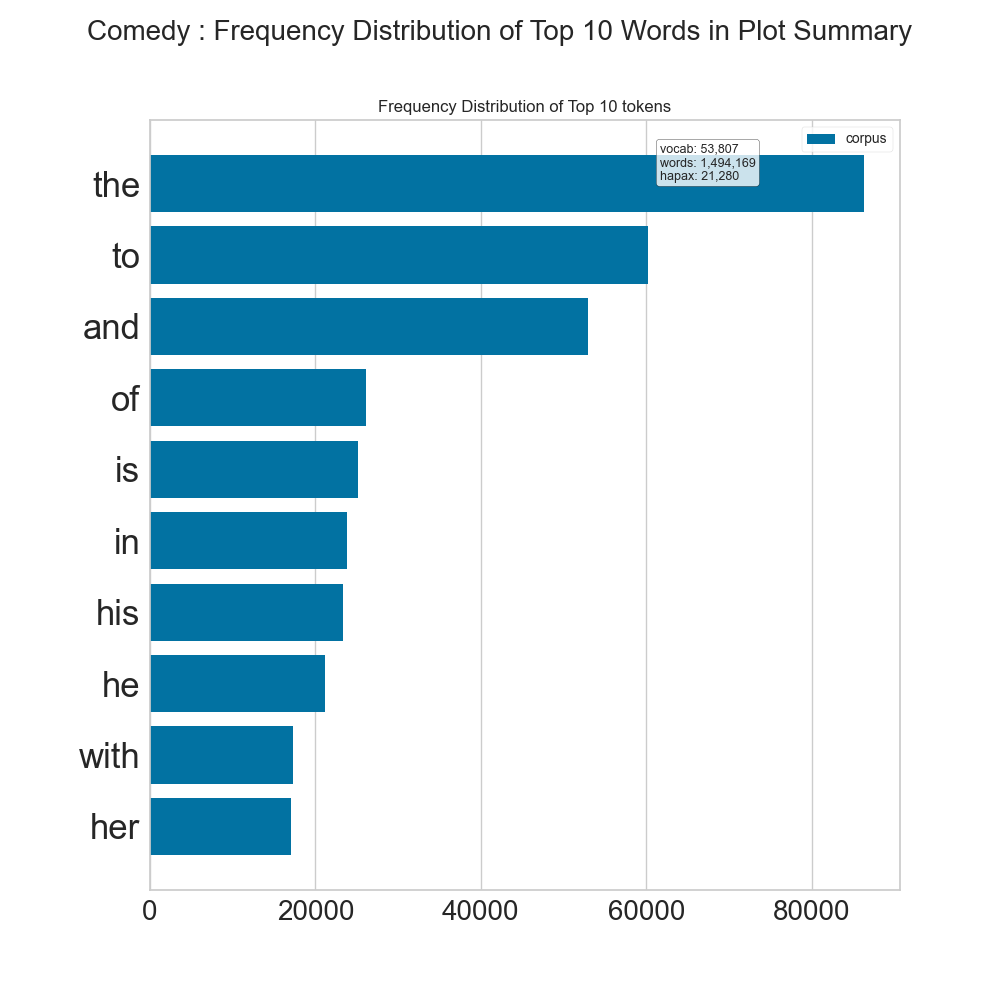 Comedy : Frequency Distribution of Top 10 Words in Plot Summary
Frequency Distribution of Top 10 tokens
corpus
vocab: 53,807
words: 1,494,169
hapax: 21,280
the
to
and
of
is
in
his
he
with
her
0 20000 40000 60000 80000